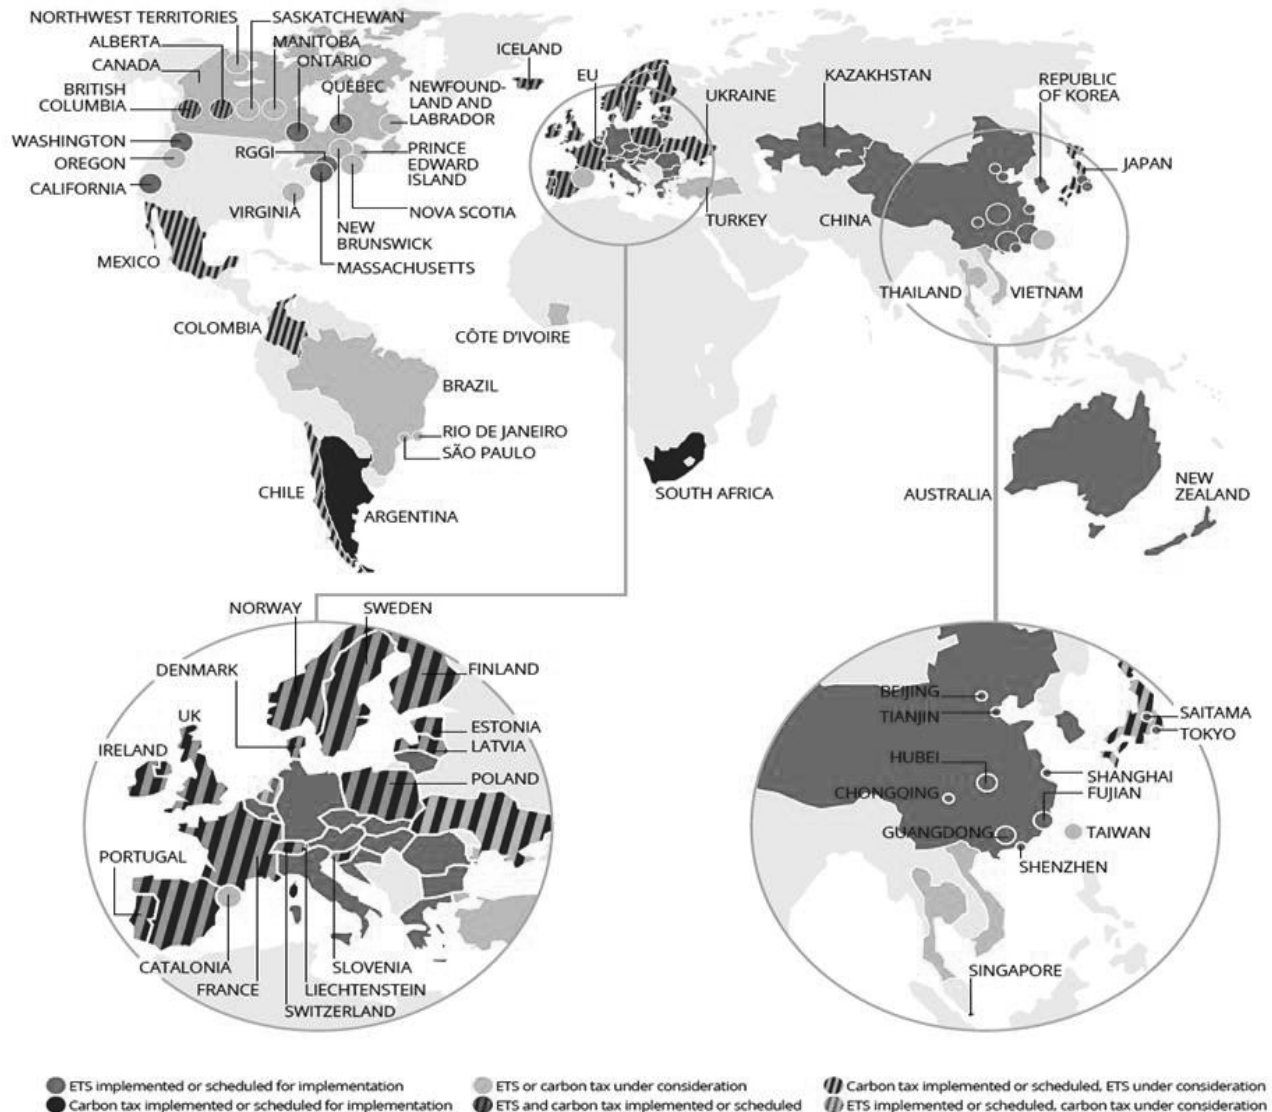 NORTHWEST TERRITORIES
SASKATCHEWAN
ALBERTA
MANITOBA
CANADA
ONTARIO
BRITISH
COLUMBIA
QUÉBEC
NEWFOUND-
LAND AND
LABRADOR
WASHINGTON
OREGON
CALIFORNIA
RGGI
PRINCE
EDWARD
ISLAND
VIRGINIA
NOVA SCOTIA
NEW
BRUNSWICK
MASSACHUSETTS
MEXICO
ICELAND
EU
UKRAINE
KAZAKHSTAN
REPUBLIC
OF KOREA
JAPAN
TURKEY
CHINA
THAILAND
VIETNAM
COLOMBIA
CÔTE D'IVOIRE
BRAZIL
RIO DE JANEIRO
SÃO PAULO
CHILE
ARGENTINA
SOUTH AFRICA
AUSTRALIA
NEW
ZEALAND
NORWAY
SWEDEN
DENMARK
FINLAND
UK
IRELAND
ESTONIA
LATVIA
POLAND
PORTUGAL
CATALONIA
FRANCE
SLOVENIA
LIECHTENSTEIN
SWITZERLAND
BEIJING
TIANJIN
SAITAMA
TOKYO
HUBEI
SHANGHAI
CHONGQING
FUJIAN
GUANGDONG
TAIWAN
SHENZHEN
SINGAPORE
ETS implemented or scheduled for implementation
Carbon tax implemented or scheduled for implementation
ETS or carbon tax under consideration
ETS and carbon tax implemented or scheduled
Carbon tax implemented or scheduled, ETS under consideration
ETS implemented or scheduled, carbon tax under consideration